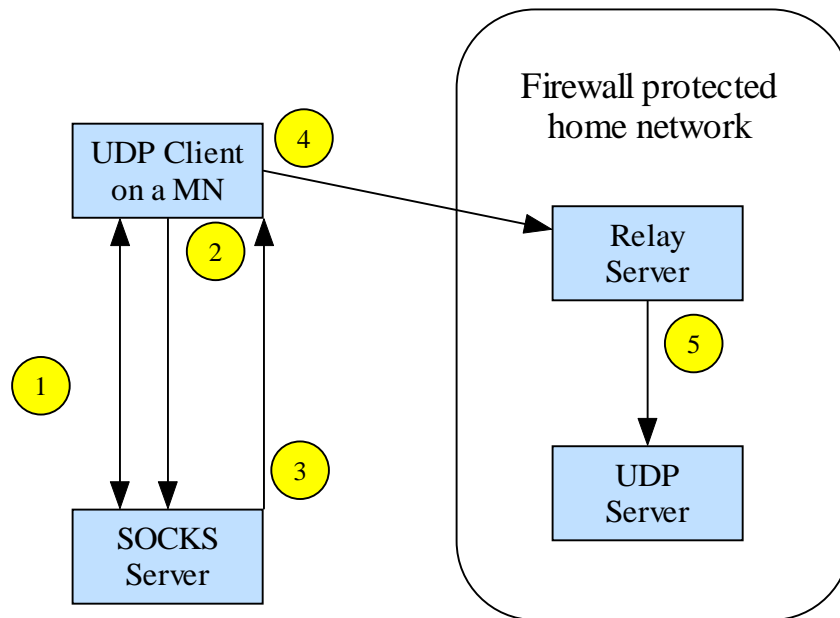 Firewall protected
home network
4
UDP Client
on a MN
2
Relay
Server
5
1
3
UDP
Server
SOCKS
Server